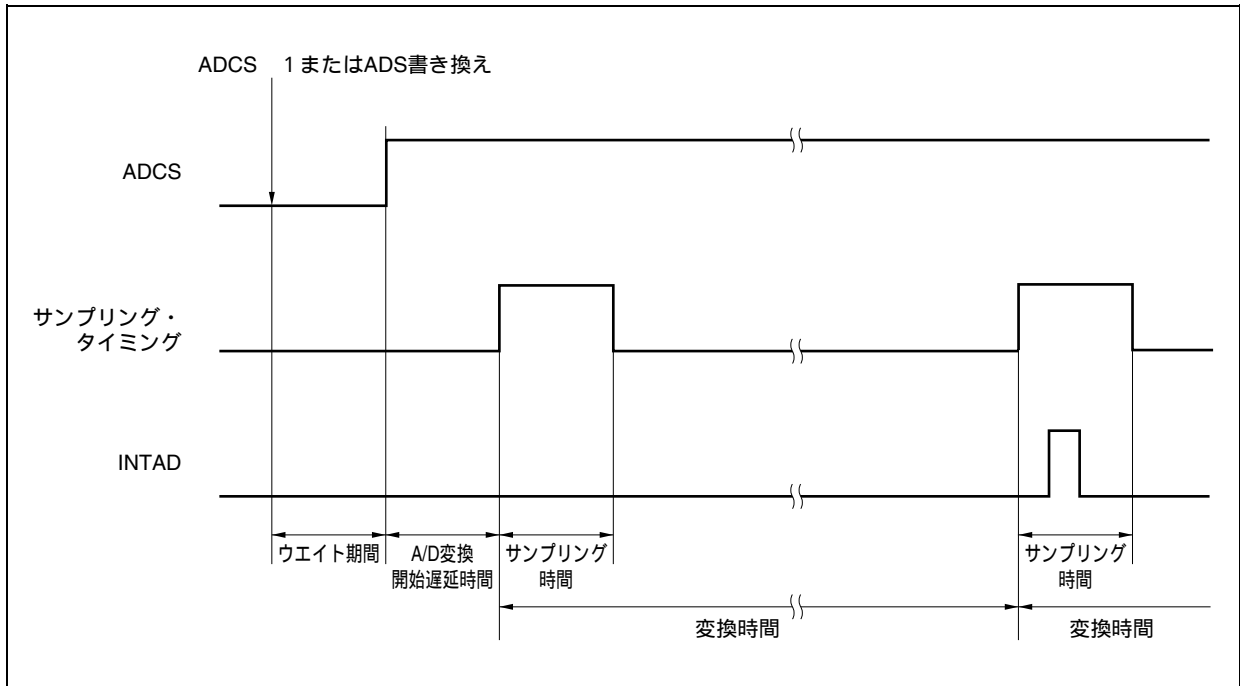 ADCS 1またはADS書き換え
ADCS
サンプリング・
タイミング
INTAD
ウエイト期間
A/D変換
開始遅延時間
サンプリング
時間
サンプリング
時間
変換時間
変換時間